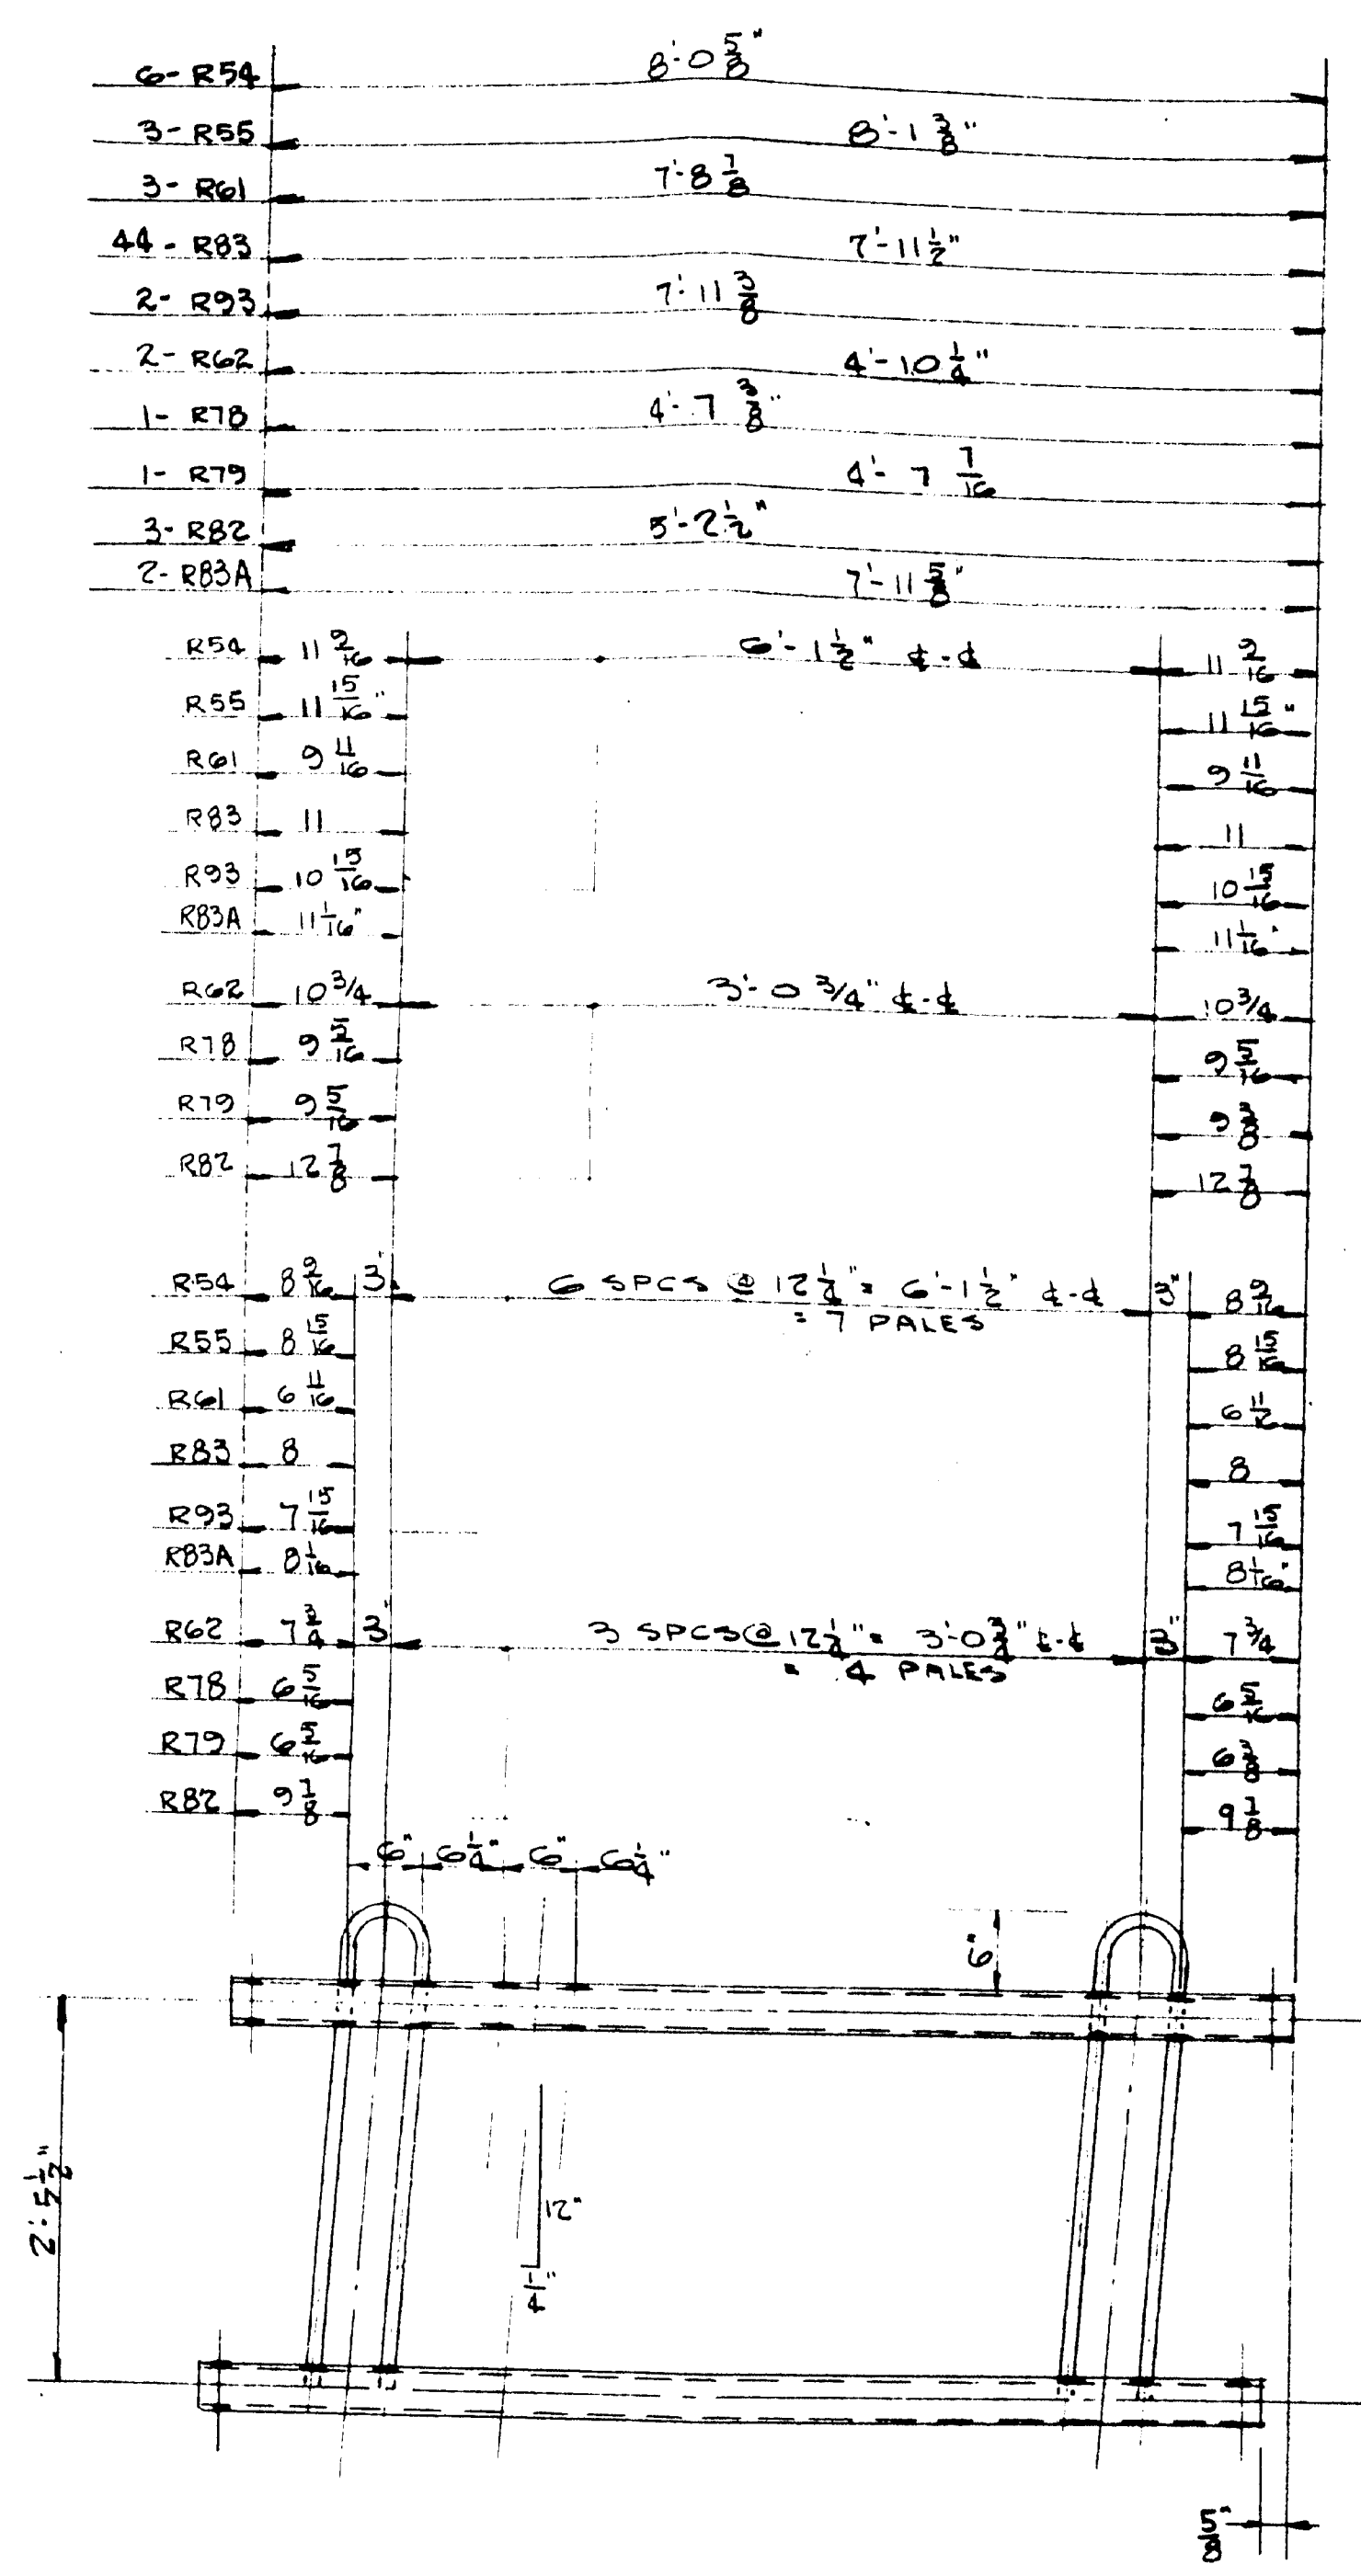 6- R54 8'-0 5/8"
3- R55 8'-1 3/8"
3- R61 7'-8 7/8
44- R83 7'-11 1/2"
2- R93 7'-11 3/8
2- R62 4'-10 1/4"
1- R78 4'-7 3/8"
1- R79 4'-7 7/16
3- R82 5'-2 1/2"
2- R83A 7'-11 5/8"
R54 11 9/16 6'-1 1/2" ℄-℄ 11 9/16
R55 11 15/16" 11 15/16"
R61 9 11/16 9 11/16
R83 11 11
R93 10 15/16 10 15/16
R83A 11 1/16" 11 1/16"
R62 10 3/4 3'-0 3/4" ℄-℄ 10 3/4
R78 9 5/16 9 5/16
R79 9 5/16 9 3/8
R82 12 7/8 12 7/8
R54 8 9/16 3" 6 SPCS @ 12 1/4" = 6'-1 1/2" ℄-℄ 3" 8 9/16
= 7 PALES
R55 8 15/16 8 15/16
R61 6 11/16 6 11/16
R83 8 8
R93 7 15/16 7 15/16
R83A 8 1/16 8 1/16"
R62 7 3/4 3" 3 SPCS @ 12 1/4" = 3'-0 3/4" ℄-℄ 3" 7 3/4
= 4 PALES
R78 6 5/16 6 5/16
R79 6 5/16 6 3/8
R82 9 7/8 9 7/8
6" 6 1/4" 6" 6 1/4"
6"
2'-5 1/2"
12"
1/4"
5/8"